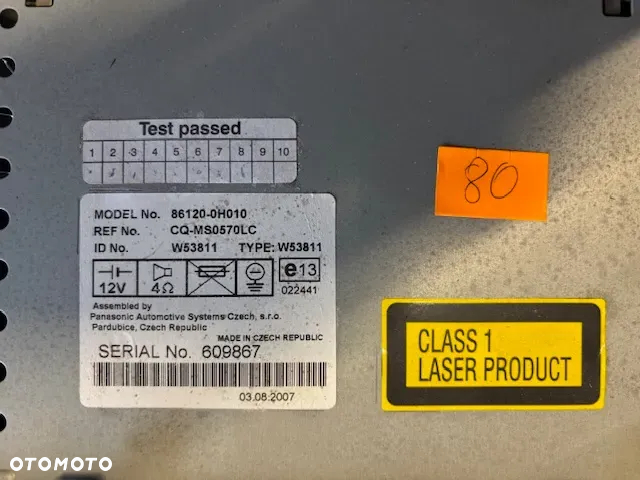 Test passed
1 2 3 4 5 6 7 8 9 10
80
MODEL No. 86120-0H010
REF No. CQ-MS0570LC
ID No. W53811 TYPE: W53811
12V 4Ω e13
022441
Assembled by
Panasonic Automotive Systems Czech, s.r.o.
Pardubice, Czech Republic
MADE IN CZECH REPUBLIC
SERIAL No. 609867
03.08.2007
CLASS 1
LASER PRODUCT
OTOMOTO